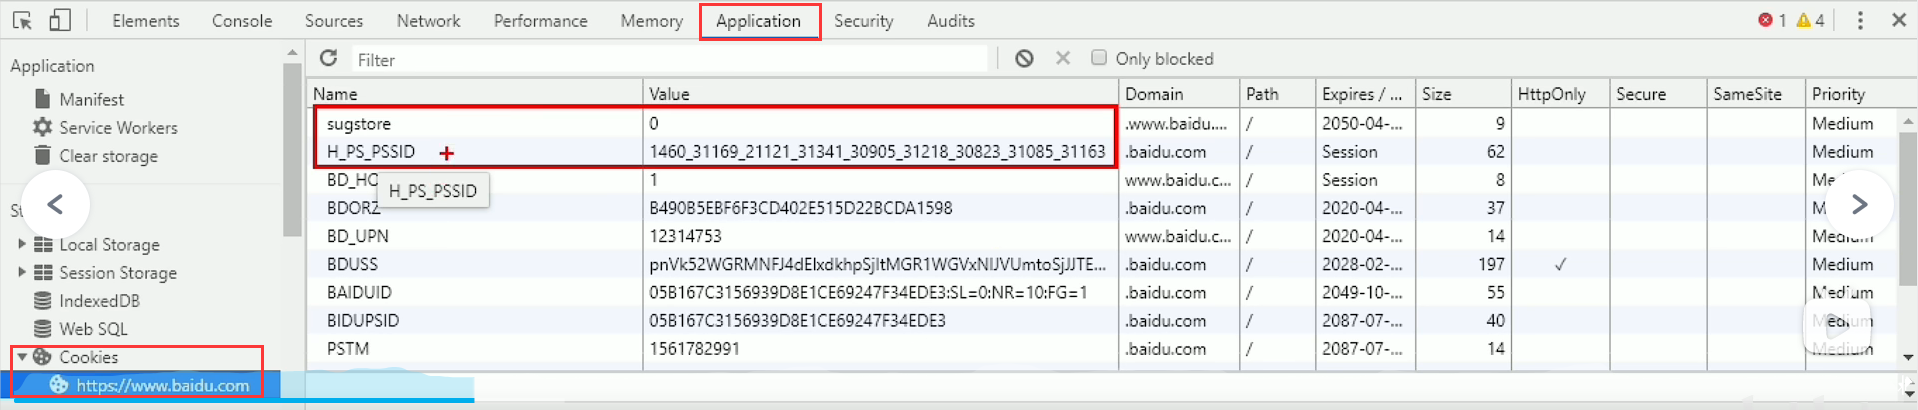 Elements Console Sources Network Performance Memory Application Security Audits 1 4
Application
Manifest
Service Workers
Clear storage
Local Storage
Session Storage
IndexedDB
Web SQL
Cookies
https://www.baidu.com
Filter Only blocked
Name Value Domain Path Expires / ... Size HttpOnly Secure SameSite Priority
sugstore 0 .www.baidu.... / 2050-04-... 9 Medium
H_PS_PSSID 1460_31169_21121_31341_30905_31218_30823_31085_31163 .baidu.com / Session 62 Medium
1 www.baidu.c... / Session 8
H_PS_PSSID
BDORZ B490B5EBF6F3CD402E515D22BCDA1598 .baidu.com / 2020-04-... 37
BD_UPN 12314753 www.baidu.c... / 2020-04-... 14 Medium
BDUSS .baidu.com / 2028-02-... 197 ✓ Medium
BAIDUID 05B167C3156939D8E1CE69247F34EDE3:SL=0:NR=10:FG=1 .baidu.com / 2049-10-... 55 Medium
BIDUPSID 05B167C3156939D8E1CE69247F34EDE3 .baidu.com / 2087-07-... 40 Medium
PSTM 1561782991 .baidu.com / 2087-07-... 14 Medium